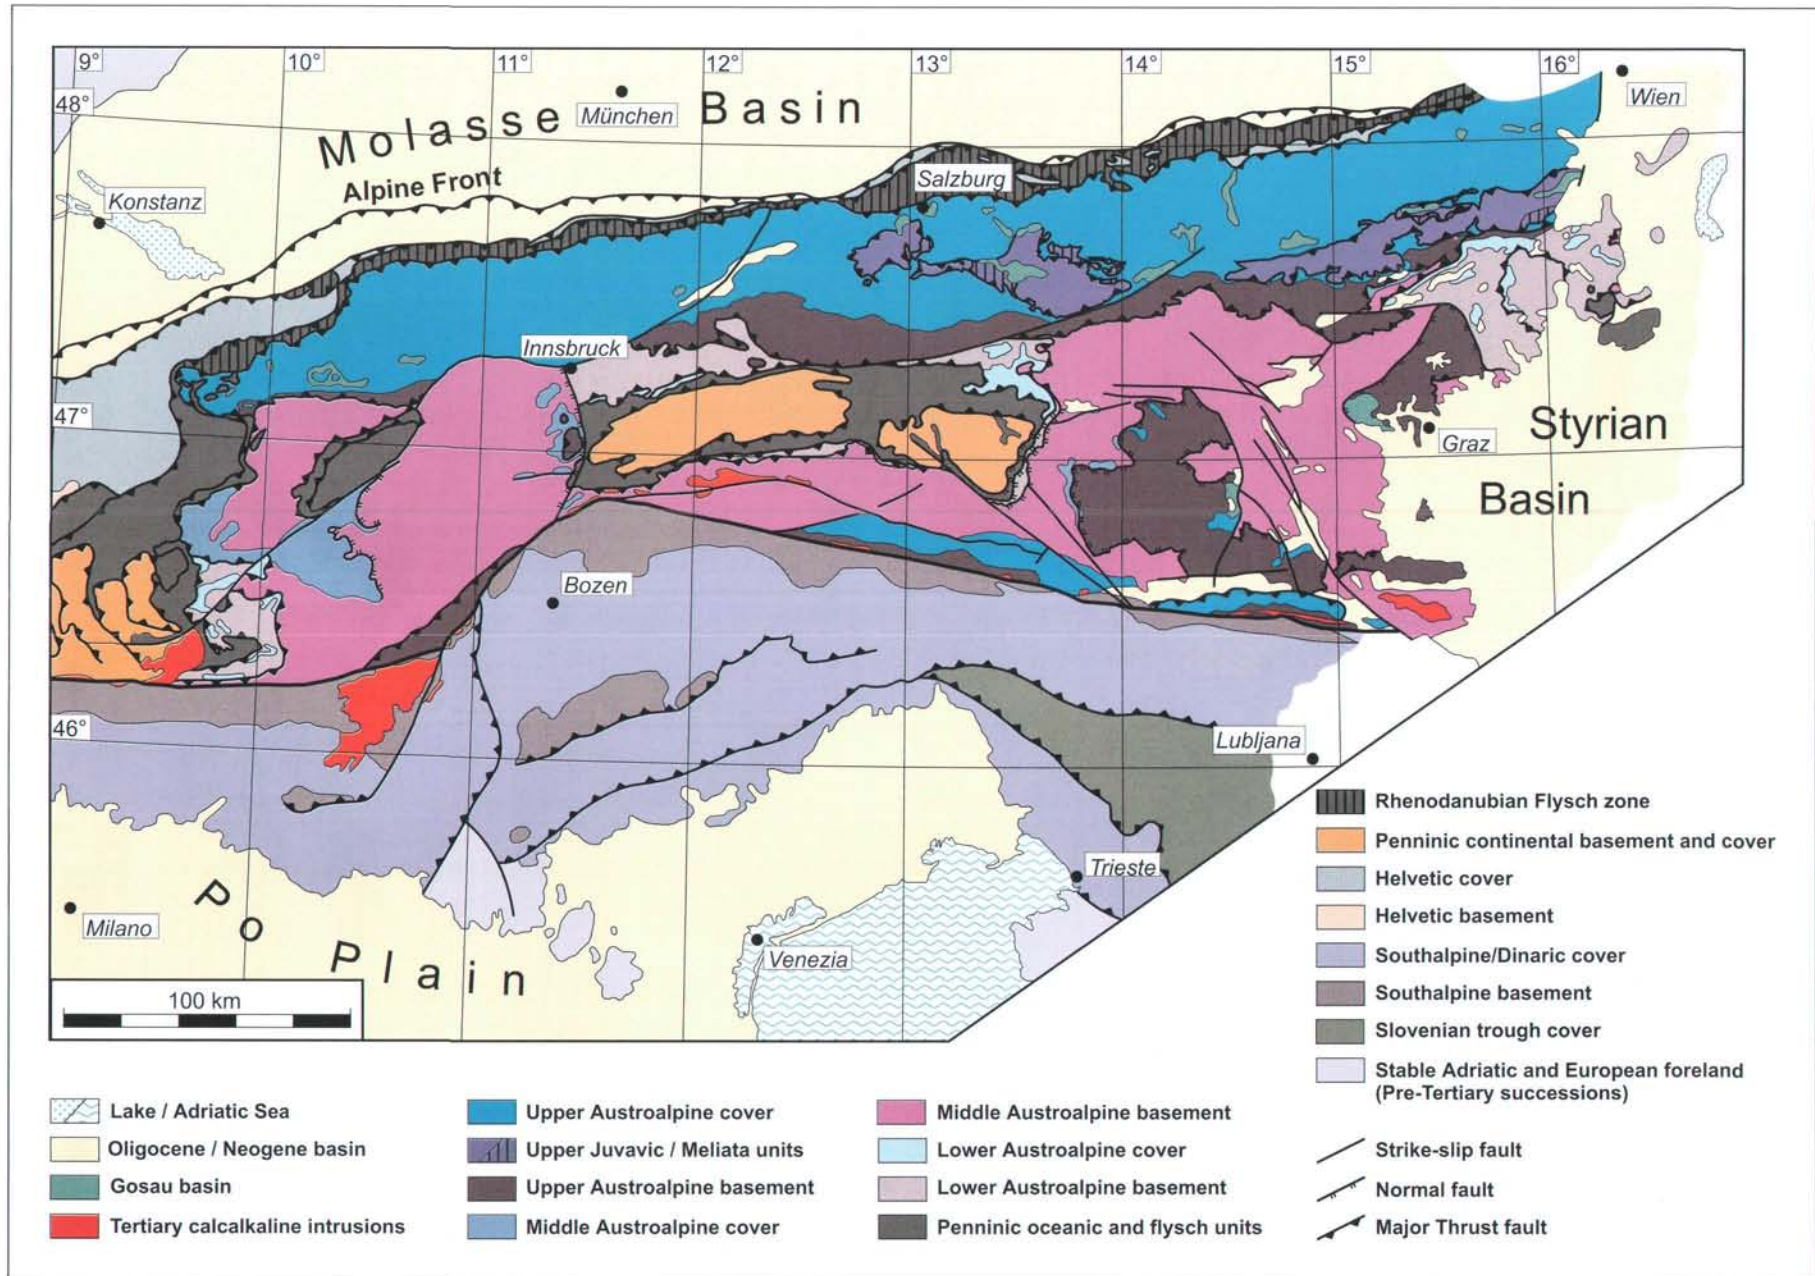 9°
10°
11°
12°
13°
14°
15°
16°
48°
47°
46°
Molasse Basin
München
Wien
Alpine Front
Konstanz
Salzburg
Innsbruck
Graz
Styrian
Basin
Bozen
Lubljana
Trieste
Milano
Po Plain
Venezia
100 km
Rhenodanubian Flysch zone
Penninic continental basement and cover
Helvetic cover
Helvetic basement
Southalpine/Dinaric cover
Southalpine basement
Slovenian trough cover
Stable Adriatic and European foreland
(Pre-Tertiary successions)
Lake / Adriatic Sea
Oligocene / Neogene basin
Gosau basin
Tertiary calcalkaline intrusions
Upper Austroalpine cover
Upper Juvavic / Meliata units
Upper Austroalpine basement
Middle Austroalpine cover
Middle Austroalpine basement
Lower Austroalpine cover
Lower Austroalpine basement
Penninic oceanic and flysch units
Strike-slip fault
Normal fault
Major Thrust fault